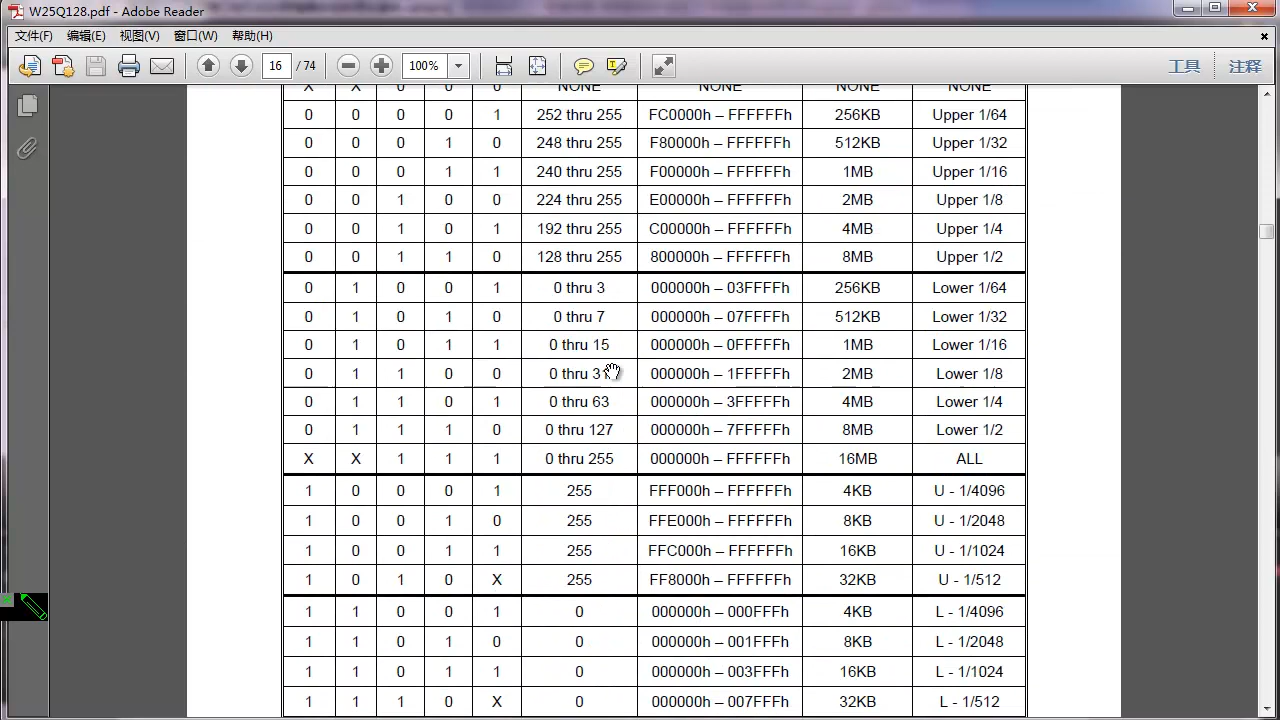 W25Q128.pdf - Adobe Reader
文件(F) 编辑(E) 视图(V) 窗口(W) 帮助(H)
16 / 74 100% 工具 注释
X X 0 0 0 NONE NONE NONE NONE
0 0 0 0 1 252 thru 255 FC0000h – FFFFFFh 256KB Upper 1/64
0 0 0 1 0 248 thru 255 F80000h – FFFFFFh 512KB Upper 1/32
0 0 0 1 1 240 thru 255 F00000h – FFFFFFh 1MB Upper 1/16
0 0 1 0 0 224 thru 255 E00000h – FFFFFFh 2MB Upper 1/8
0 0 1 0 1 192 thru 255 C00000h – FFFFFFh 4MB Upper 1/4
0 0 1 1 0 128 thru 255 800000h – FFFFFFh 8MB Upper 1/2
0 1 0 0 1 0 thru 3 000000h – 03FFFFh 256KB Lower 1/64
0 1 0 1 0 0 thru 7 000000h – 07FFFFh 512KB Lower 1/32
0 1 0 1 1 0 thru 15 000000h – 0FFFFFh 1MB Lower 1/16
0 1 1 0 0 0 thru 000000h – 1FFFFFh 2MB Lower 1/8
0 1 1 0 1 0 thru 63 000000h – 3FFFFFh 4MB Lower 1/4
0 1 1 1 0 0 thru 127 000000h – 7FFFFFh 8MB Lower 1/2
X X 1 1 1 0 thru 255 000000h – FFFFFFh 16MB ALL
1 0 0 0 1 255 FFF000h – FFFFFFh 4KB U - 1/4096
1 0 0 1 0 255 FFE000h – FFFFFFh 8KB U - 1/2048
1 0 0 1 1 255 FFC000h – FFFFFFh 16KB U - 1/1024
1 0 1 0 X 255 FF8000h – FFFFFFh 32KB U - 1/512
1 1 0 0 1 0 000000h – 000FFFh 4KB L - 1/4096
1 1 0 1 0 0 000000h – 001FFFh 8KB L - 1/2048
1 1 0 1 1 0 000000h – 003FFFh 16KB L - 1/1024
1 1 1 0 X 0 000000h – 007FFFh 32KB L - 1/512